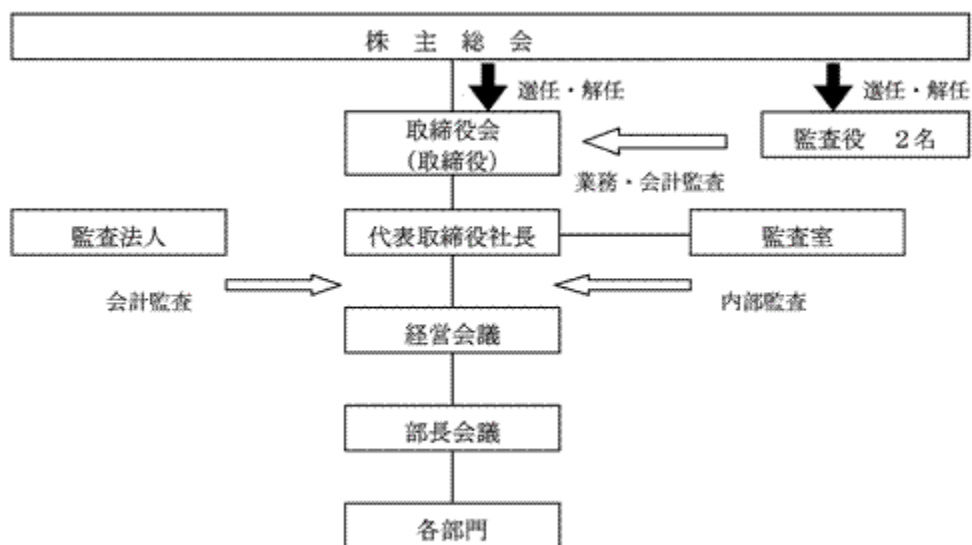 株 主 総 会
選任・解任
選任・解任
取締役会
(取締役)
監査役 2名
業務・会計監査
監査法人
代表取締役社長
監査室
会計監査
内部監査
経営会議
部長会議
各部門